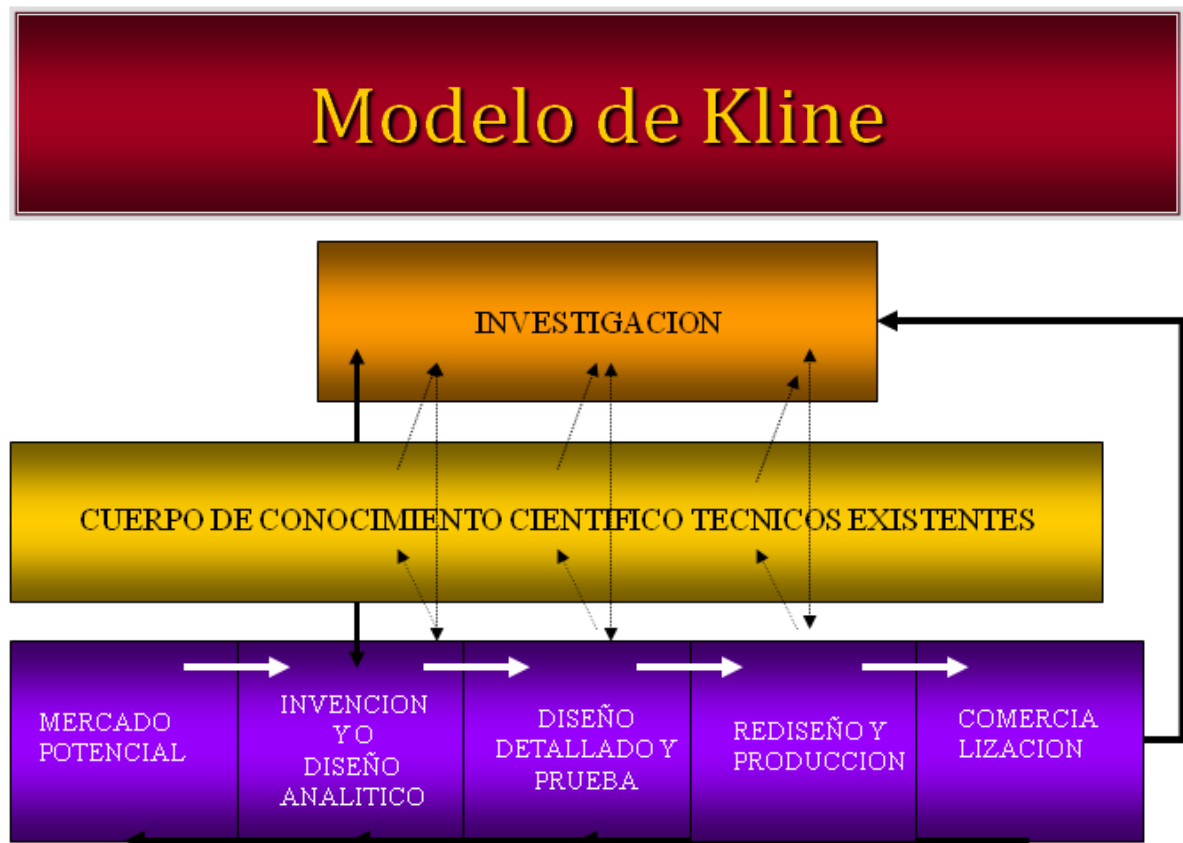 Modelo de Kline
INVESTIGACION
CUERPO DE CONOCIMIENTO CIENTIFICO TECNICOS EXISTENTES
MERCADO
POTENCIAL
INVENCION
Y O
DISEÑO
ANALITICO
DISEÑO
DETALLADO Y
PRUEBA
REDISEÑO Y
PRODUCCION
COMERCIA
LIZACION